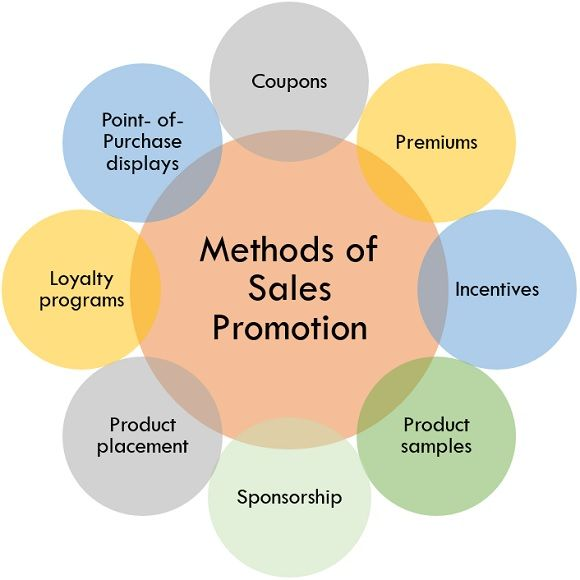 Methods of
Sales
Promotion
Coupons
Premiums
Incentives
Product
samples
Sponsorship
Product
placement
Loyalty
programs
Point- of-
Purchase
displays